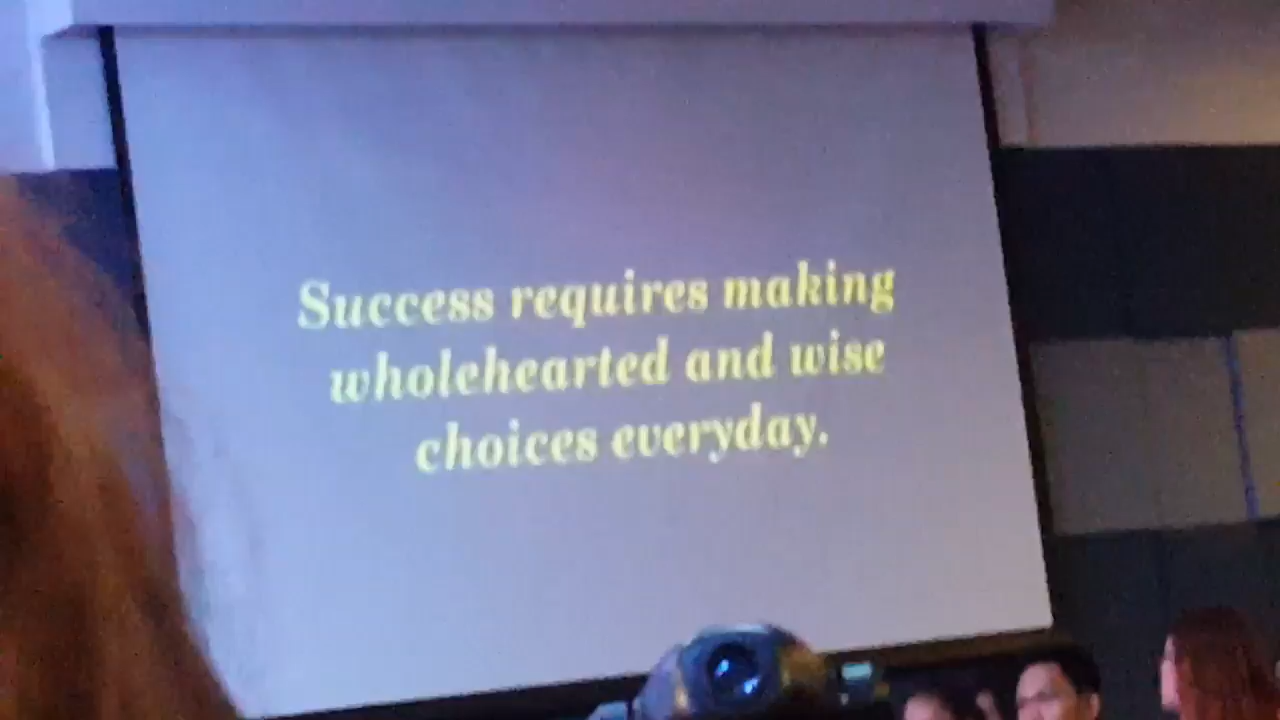 Success requires making
wholehearted and wise
choices everyday.